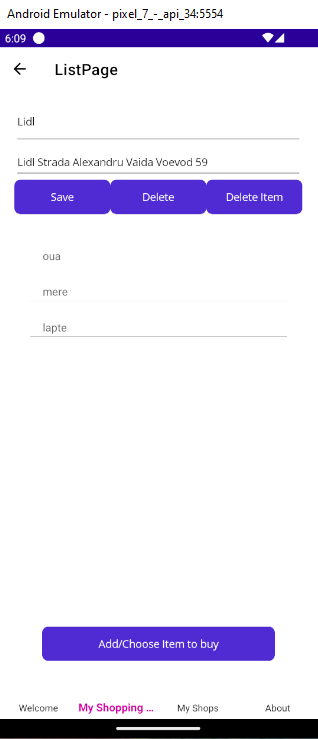 Android Emulator - pixel_7_-_api_34:5554
6:09
ListPage
Lidl
Lidl Strada Alexandru Vaida Voevod 59
Save Delete Delete Item
oua
mere
lapte
Add/Choose Item to buy
Welcome My Shopping ... My Shops About